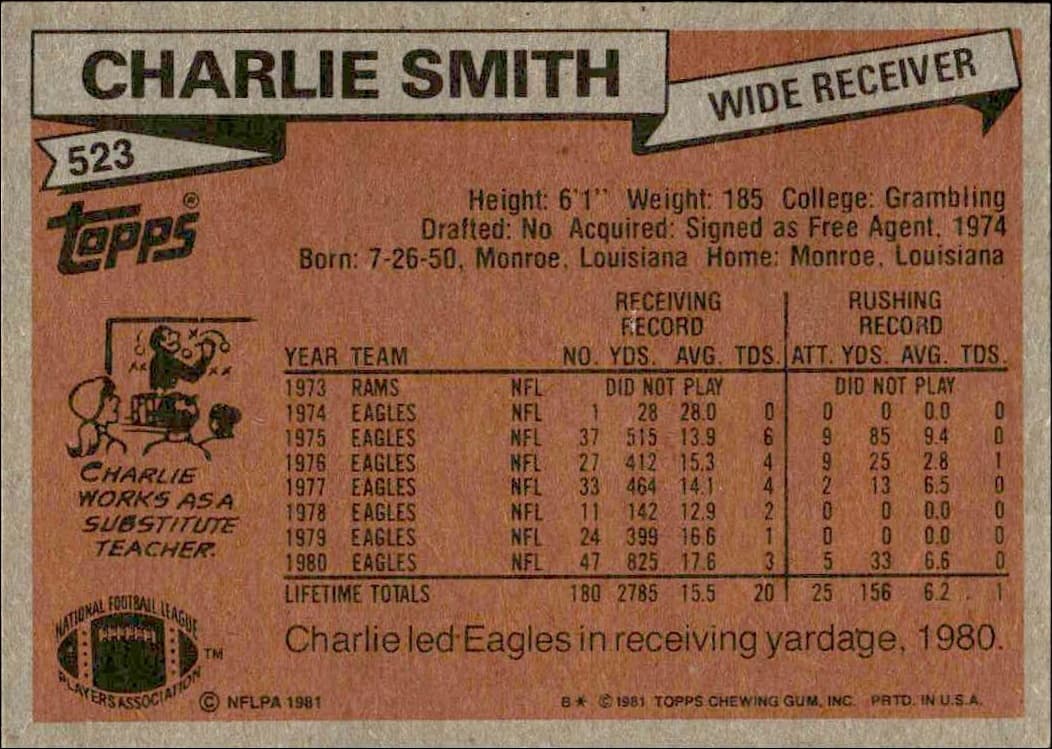 CHARLIE SMITH
WIDE RECEIVER
523
Topps®
Height: 6'1" Weight: 185 College: Grambling
Drafted: No Acquired: Signed as Free Agent, 1974
Born: 7-26-50, Monroe, Louisiana Home: Monroe, Louisiana
RECEIVING RECORD RUSHING RECORD
YEAR TEAM NO. YDS. AVG. TDS. ATT. YDS. AVG. TDS.
1973 RAMS NFL DID NOT PLAY DID NOT PLAY
1974 EAGLES NFL 1 28 28.0 0 0 0 0.0 0
1975 EAGLES NFL 37 515 13.9 6 9 85 9.4 0
1976 EAGLES NFL 27 412 15.3 4 9 25 2.8 1
1977 EAGLES NFL 33 464 14.1 4 2 13 6.5 0
1978 EAGLES NFL 11 142 12.9 2 0 0 0.0 0
1979 EAGLES NFL 24 399 16.6 1 0 0 0.0 0
1980 EAGLES NFL 47 825 17.6 3 5 33 6.6 0
LIFETIME TOTALS 180 2785 15.5 20 25 156 6.2 1
CHARLIE
WORKS AS A
SUBSTITUTE
TEACHER.
Charlie led Eagles in receiving yardage, 1980.
NATIONAL FOOTBALL LEAGUE
PLAYERS ASSOCIATION
TM
© NFLPA 1981
B* © 1981 TOPPS CHEWING GUM, INC. PRTD. IN U.S.A.